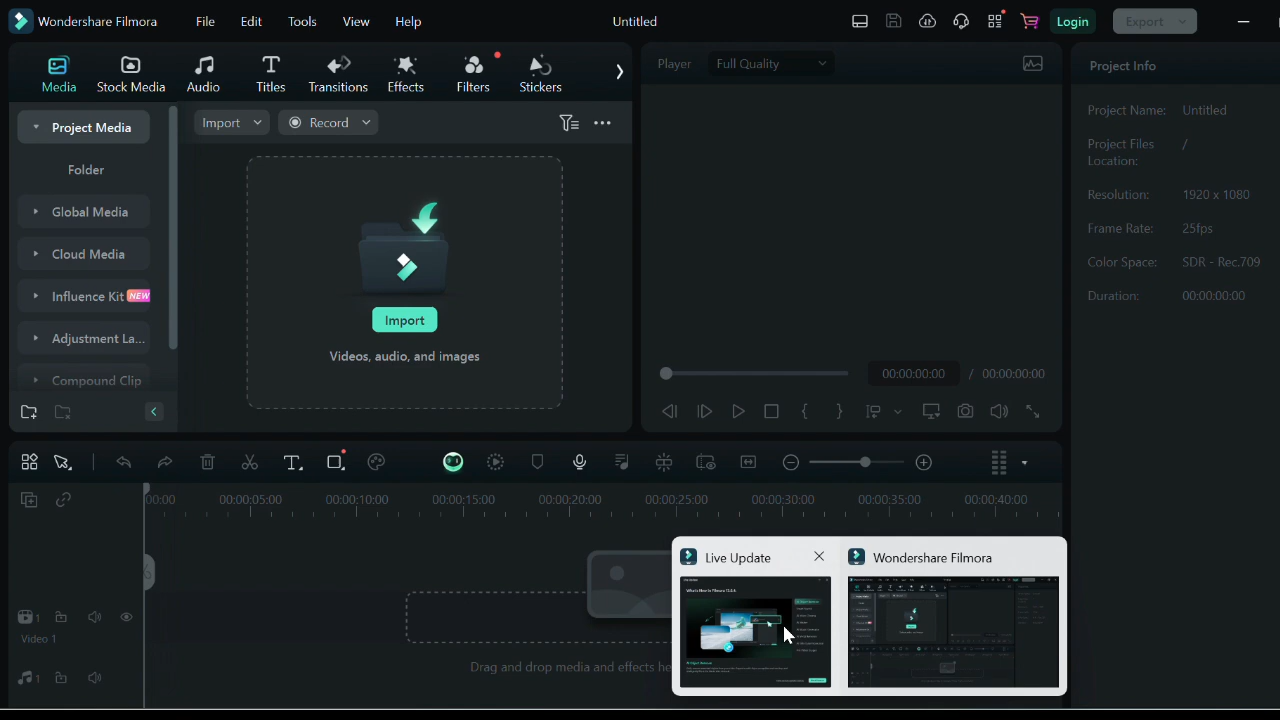 Wondershare Filmora File Edit Tools View Help Untitled Login Export
Media Stock Media Audio Titles Transitions Effects Filters Stickers
Player Full Quality
Project Info
Project Media
Import Record
Folder
Global Media
Cloud Media
Influence Kit NEW
Adjustment La...
Compound Clip
Import
Videos, audio, and images
Project Name: Untitled
Project Files Location: /
Resolution: 1920 x 1080
Frame Rate: 25fps
Color Space: SDR - Rec.709
Duration: 00:00:00:00
00:00:00:00 / 00:00:00:00
00:00 00:00:05:00 00:00:10:00 00:00:15:00 00:00:20:00 00:00:25:00 00:00:30:00 00:00:35:00 00:00:40:00
Live Update
Wondershare Filmora
1
Video 1
Drag and drop media and effects he